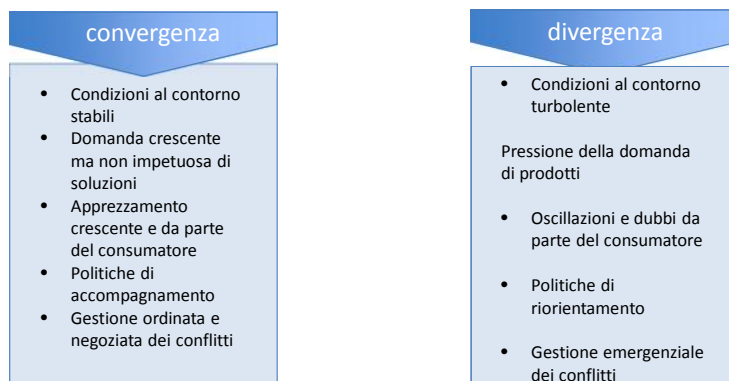 convergenza
• Condizioni al contorno
stabili
• Domanda crescente
ma non impetuosa di
soluzioni
• Apprezzamento
crescente e da parte
del consumatore
• Politiche di
accompagnamento
• Gestione ordinata e
negoziata dei conflitti
divergenza
• Condizioni al contorno
turbolente
Pressione della domanda
di prodotti
• Oscillazioni e dubbi da
parte del consumatore
• Politiche di
riorientamento
• Gestione emergenziale
dei conflitti